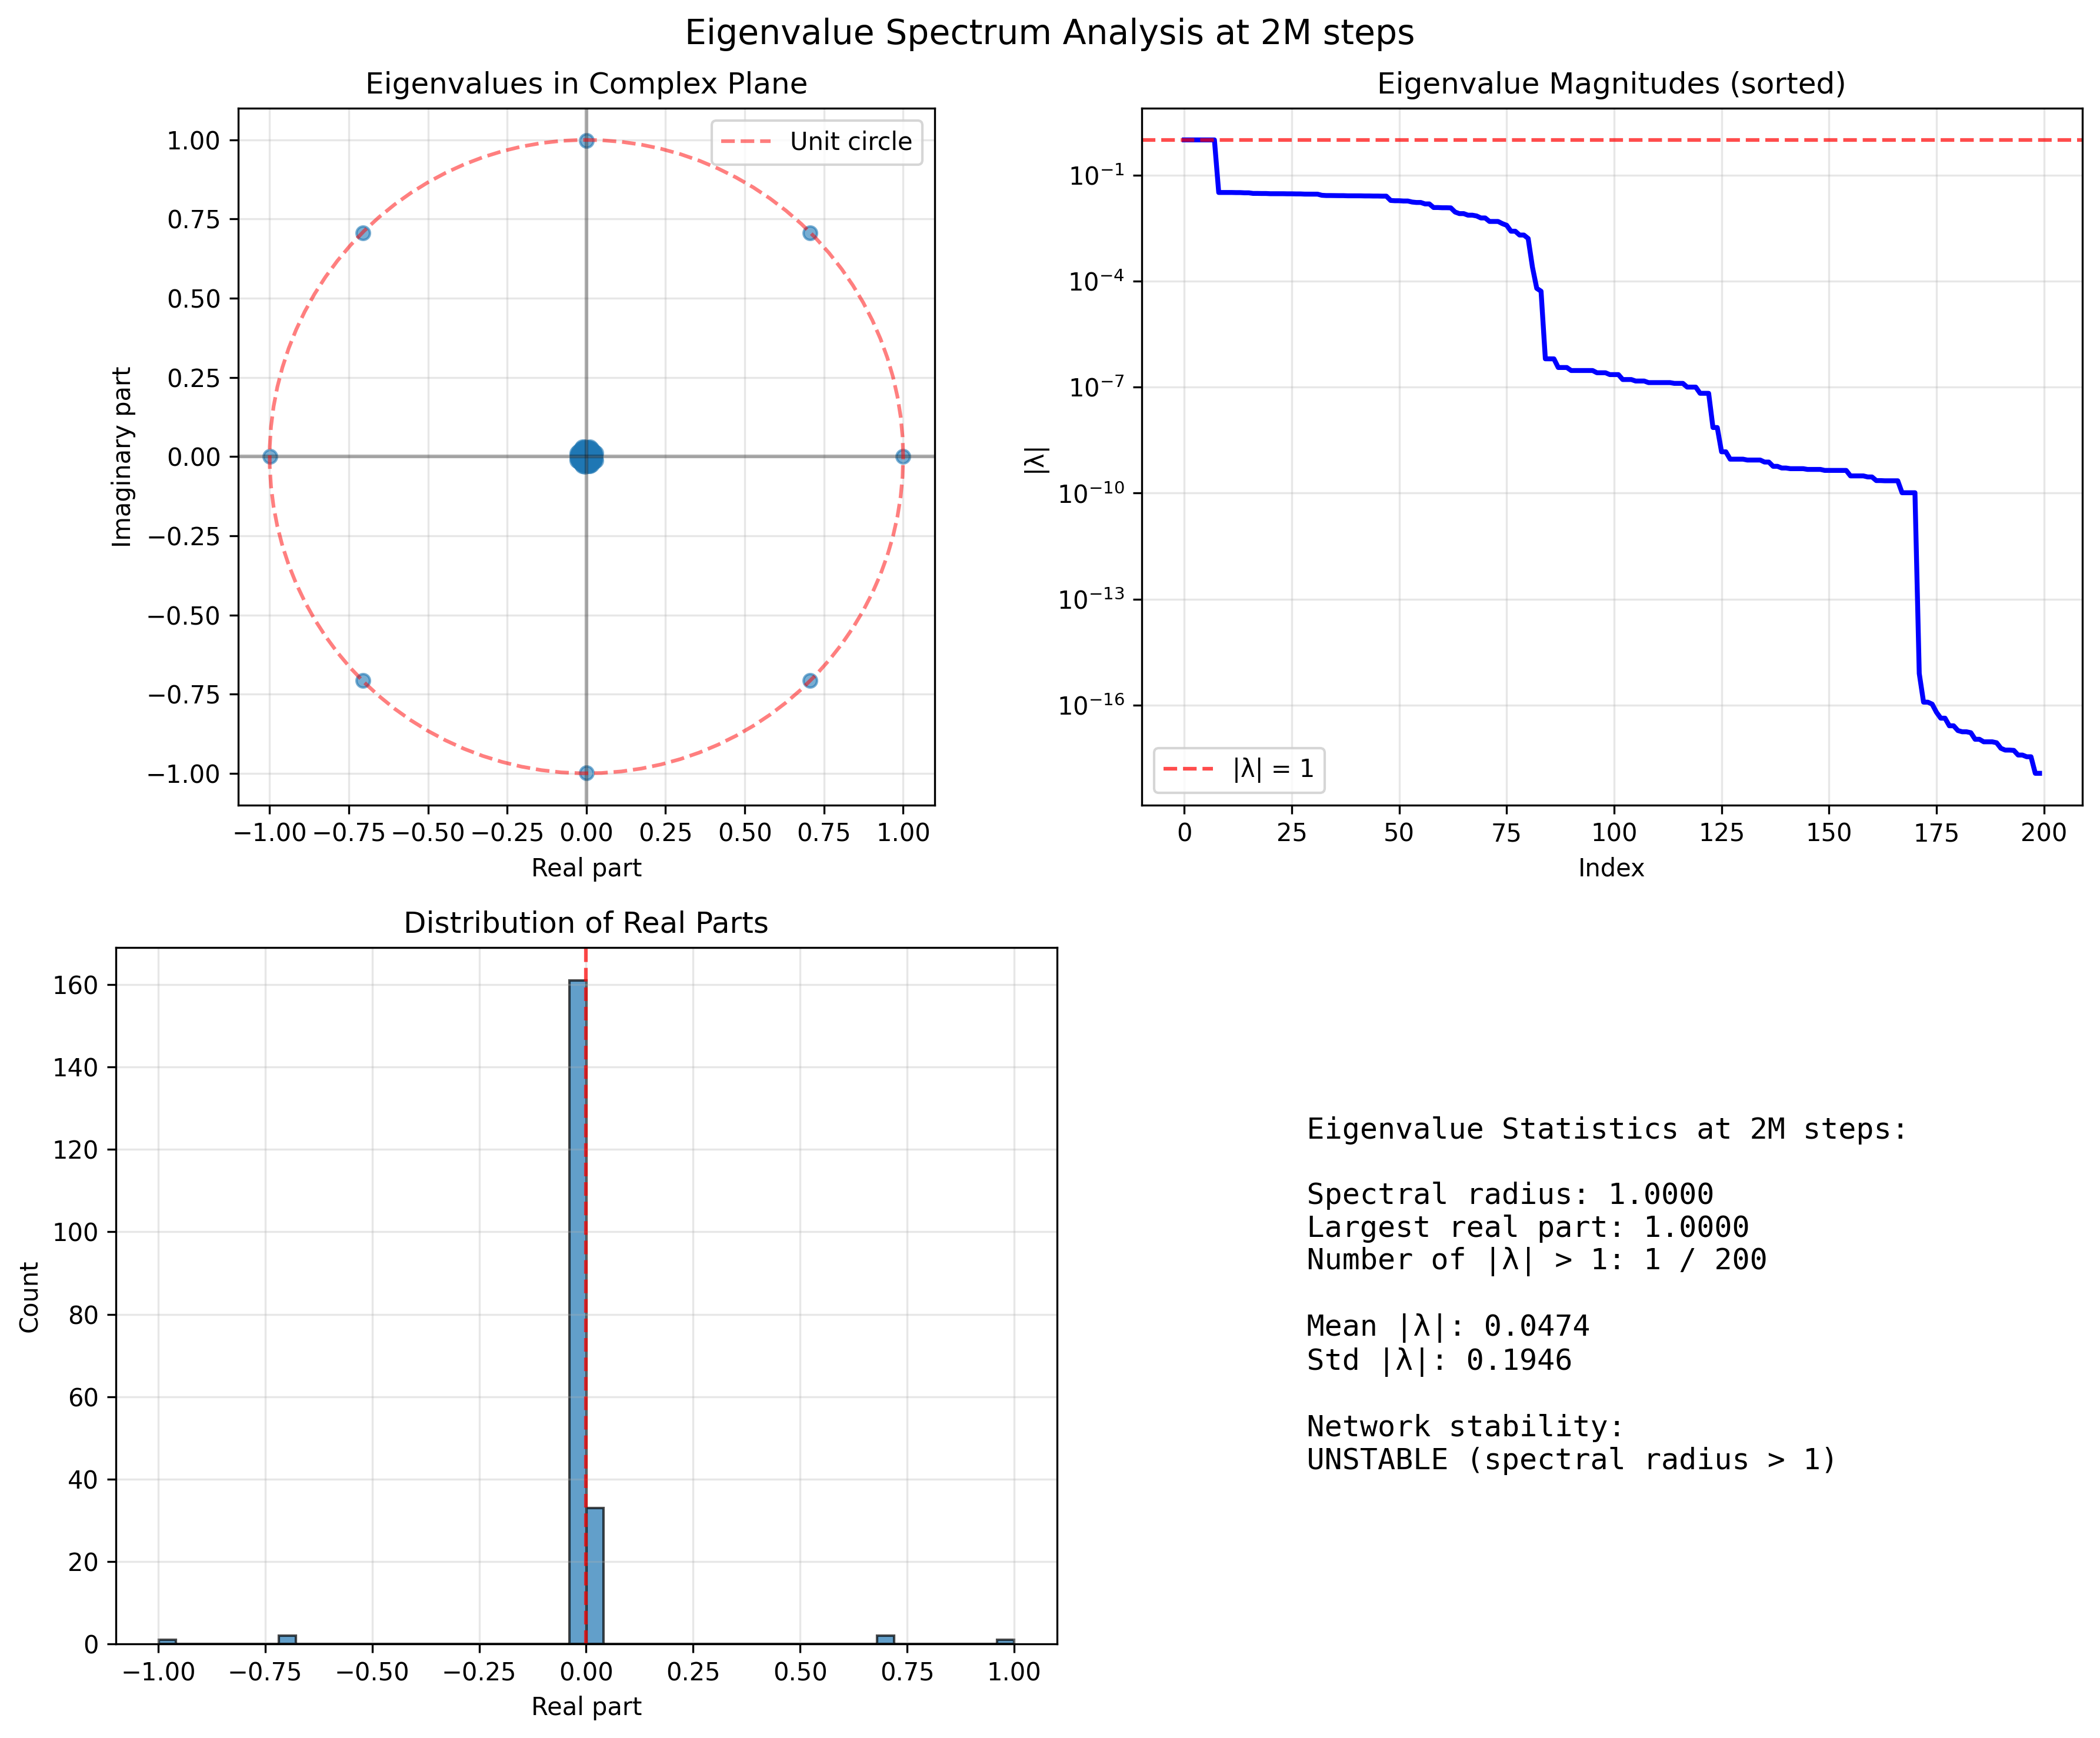 Eigenvalue Spectrum Analysis at 2M steps
Eigenvalues in Complex Plane
Unit circle
1.00
0.75
0.50
0.25
0.00
−0.25
−0.50
−0.75
−1.00
Imaginary part
−1.00 −0.75 −0.50 −0.25 0.00 0.25 0.50 0.75 1.00
Real part
Eigenvalue Magnitudes (sorted)
10⁻¹
10⁻⁴
10⁻⁷
10⁻¹⁰
10⁻¹³
10⁻¹⁶
|λ|
|λ| = 1
0 25 50 75 100 125 150 175 200
Index
Distribution of Real Parts
160
140
120
100
80
60
40
20
0
Count
−1.00 −0.75 −0.50 −0.25 0.00 0.25 0.50 0.75 1.00
Real part
Eigenvalue Statistics at 2M steps:
Spectral radius: 1.0000
Largest real part: 1.0000
Number of |λ| > 1: 1 / 200
Mean |λ|: 0.0474
Std |λ|: 0.1946
Network stability:
UNSTABLE (spectral radius > 1)